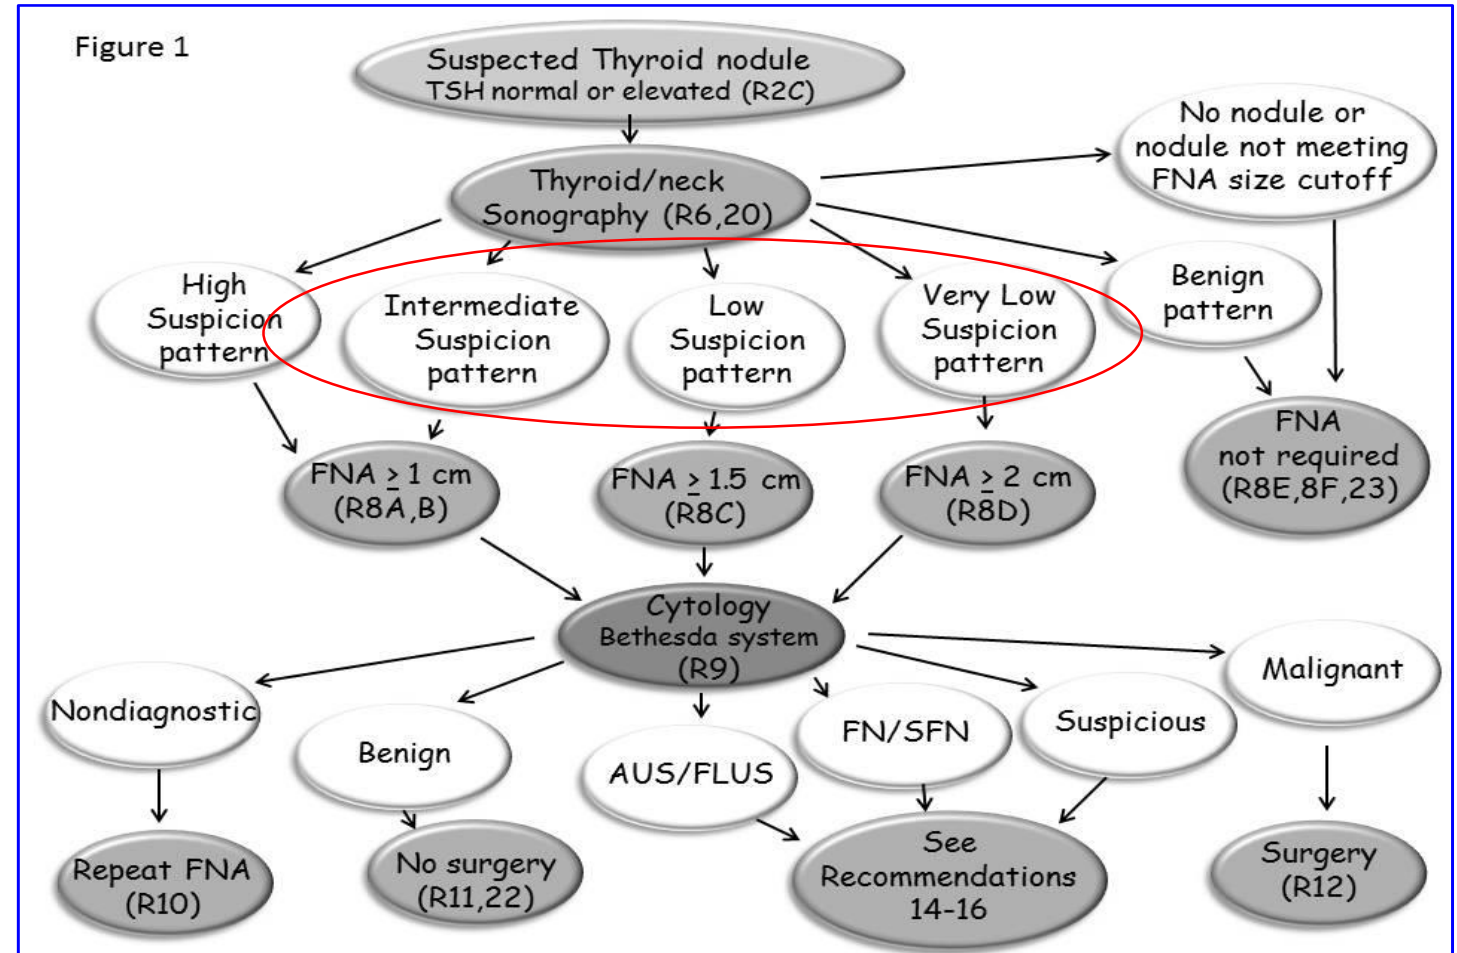 Figure 1
Suspected Thyroid nodule
TSH normal or elevated (R2C)
No nodule or
nodule not meeting
FNA size cutoff
Thyroid/neck
Sonography (R6,20)
High
Suspicion
pattern
Intermediate
Suspicion
pattern
Low
Suspicion
pattern
Very Low
Suspicion
pattern
Benign
pattern
FNA ≥ 1 cm
(R8A,B)
FNA ≥ 1.5 cm
(R8C)
FNA ≥ 2 cm
(R8D)
FNA
not required
(R8E,8F,23)
Cytology
Bethesda system
(R9)
Nondiagnostic
Benign
AUS/FLUS
FN/SFN
Suspicious
Malignant
Repeat FNA
(R10)
No surgery
(R11,22)
See
Recommendations
14-16
Surgery
(R12)